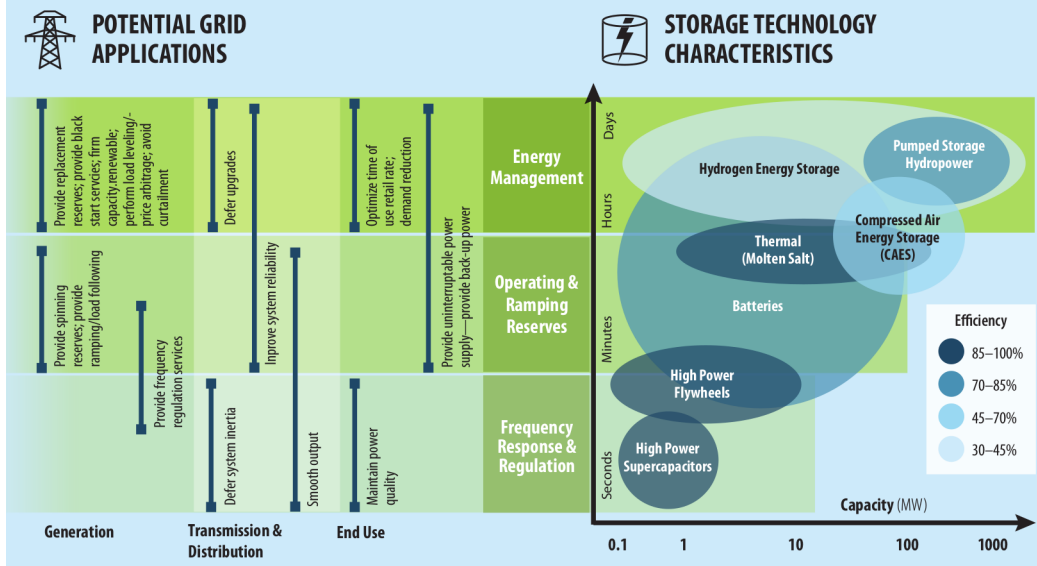 POTENTIAL GRID
APPLICATIONS
STORAGE TECHNOLOGY
CHARACTERISTICS
Provide replacement
reserves; provide black
start servcies; firm
capacity.renewable;
perform load leveling/-
price arbitrage; avoid
curtailment
Provide spinning
reserves; provide
ramping/load following
Provide frequency
regulation services
Defer upgrades
Improve system reliability
Defer system inertia
Smooth output
Optimize time of
use retail rate;
demand reduction
Provide uninterruptable power
supply—provide back-up power
Maintain power
quality
Generation
Transmission &
Distribution
End Use
Energy
Management
Operating &
Ramping
Reserves
Frequency
Response &
Regulation
Days
Hours
Minutes
Seconds
Hydrogen Energy Storage
Pumped Storage
Hydropower
Compressed Air
Energy Storage
(CAES)
Thermal
(Molten Salt)
Batteries
High Power
Flywheels
High Power
Supercapacitors
Efficiency
85–100%
70–85%
45–70%
30–45%
Capacity (MW)
0.1 1 10 100 1000